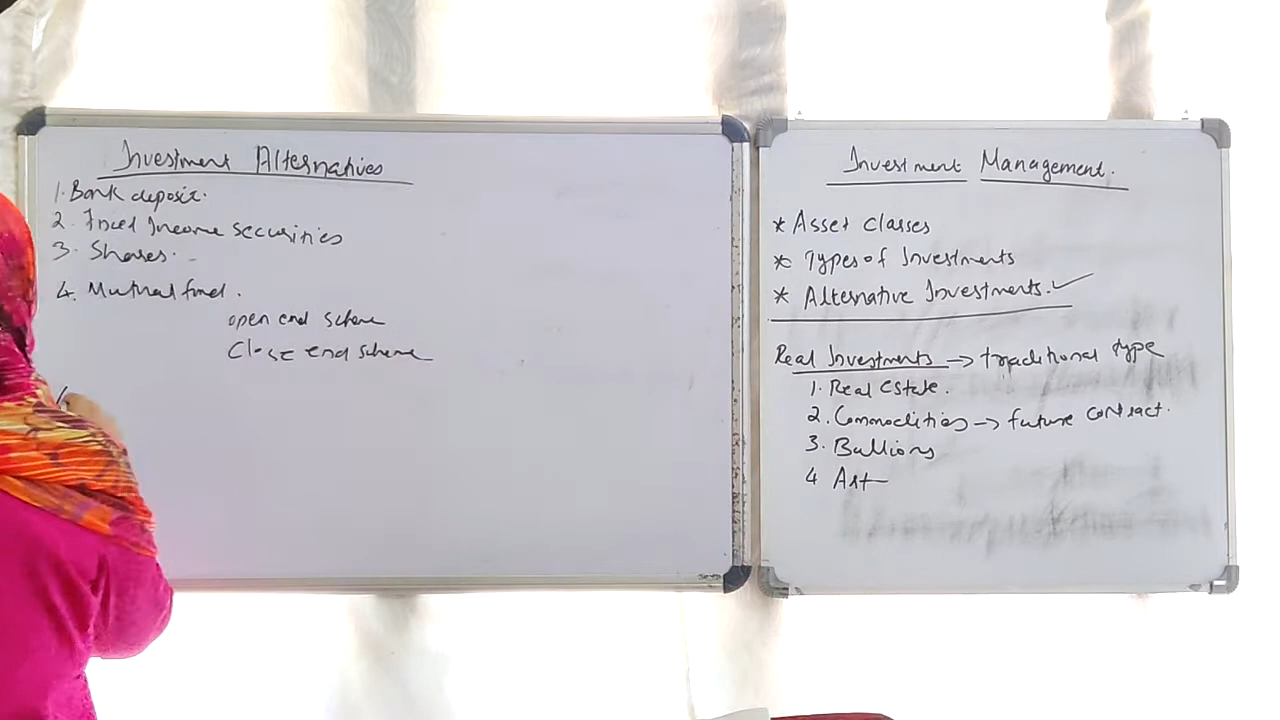 Investment Alternatives
1. Bank deposit.
2. Fixed Income securities
3. Shares.
4. Mutual fund.
open end scheme
Close end scheme
Investment Management.
* Asset Classes
* Types of Investments
* Alternative Investments. ✓
Real Investments → traditional type
1. Real Estate.
2. Commodities → future contract.
3. Bullions
4 Art